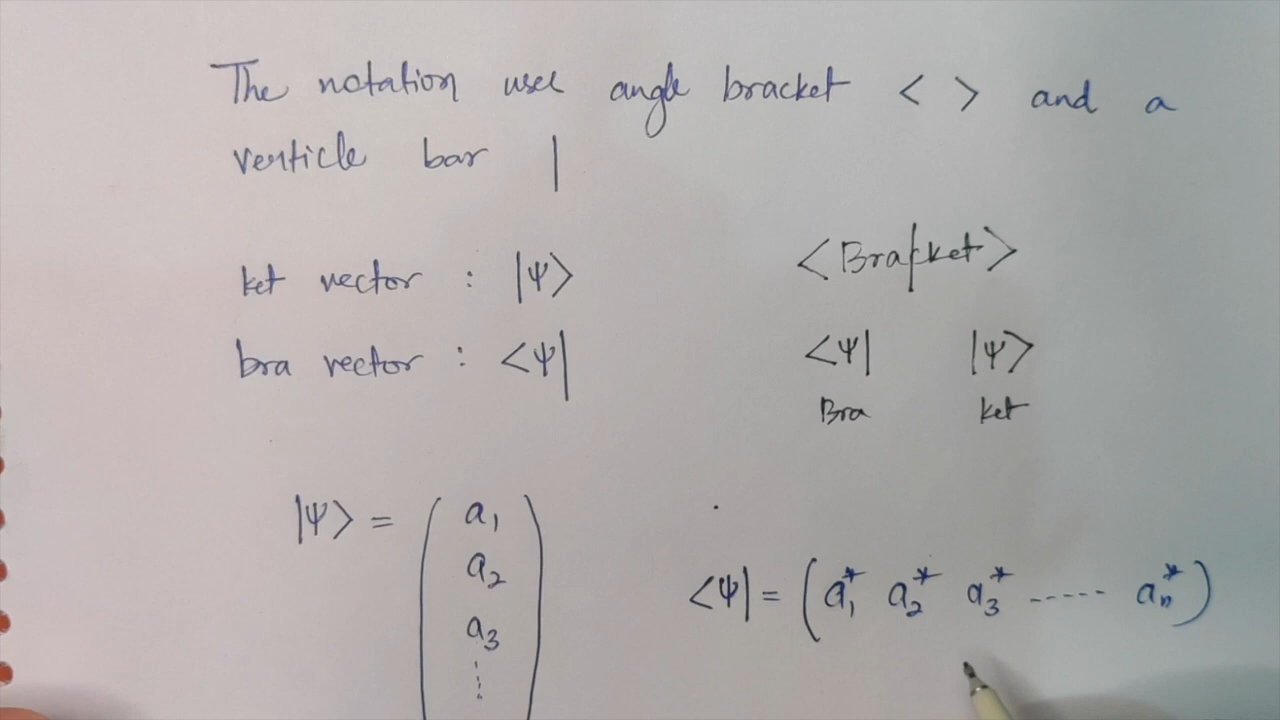 The notation uses angle bracket < > and a
verticle bar |
ket vector : |Ψ>
bra vector : <Ψ|
<Bra/ket>
<Ψ| |Ψ>
Bra ket
|Ψ> = ( a₁
a₂
a₃
⋮ )
<Ψ| = ( a₁* a₂* a₃* ----- aₙ* )